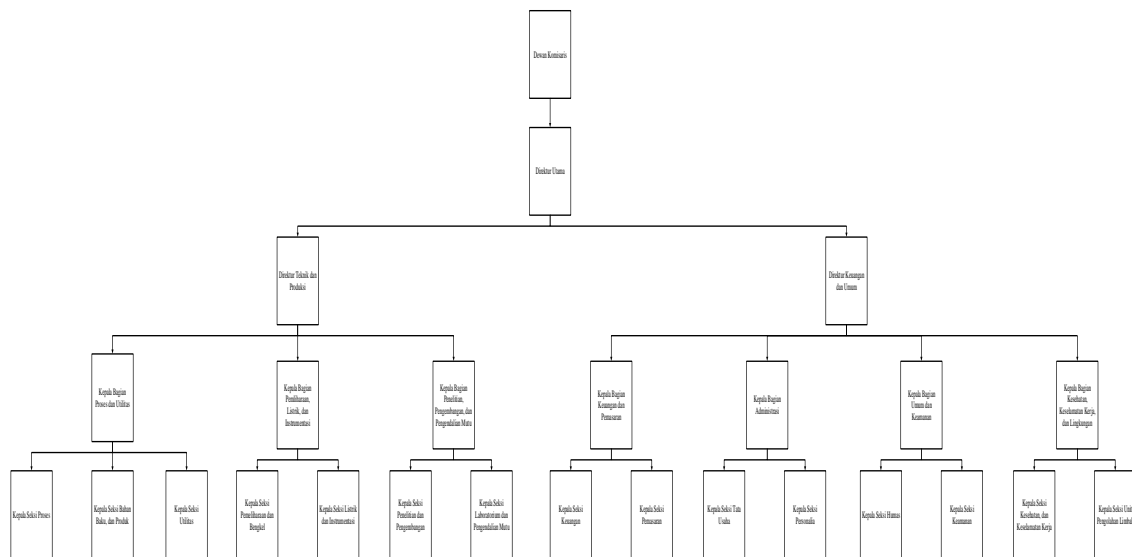 Dewan Komisaris
Direktur Utama
Direktur Teknik dan
Produksi
Direktur Keuangan
dan Umum
Kepala Bagian
Proses dan Utilitas
Kepala Bagian
Pemeliharaan,
Listrik, dan
Instrumentasi
Kepala Bagian
Penelitian,
Pengembangan, dan
Pengendalian Mutu
Kepala Bagian
Keuangan dan
Pemasaran
Kepala Bagian
Administrasi
Kepala Bagian
Umum dan
Keamanan
Kepala Bagian
Kesehatan,
Keselamatan Kerja,
dan Lingkungan
Kepala Seksi Proses
Kepala Seksi Bahan
Baku, dan Produk
Kepala Seksi
Utilitas
Kepala Seksi
Pemeliharaan dan
Bengkel
Kepala Seksi Listrik
dan Instrumentasi
Kepala Seksi
Penelitian dan
Pengembangan
Kepala Seksi
Laboratorium dan
Pengendalian Mutu
Kepala Seksi
Keuangan
Kepala Seksi
Pemasaran
Kepala Seksi Tata
Usaha
Kepala Seksi
Personalia
Kepala Seksi Humas
Kepala Seksi
Keamanan
Kepala Seksi
Kesehatan, dan
Keselamatan Kerja
Kepala Seksi Unit
Pengolahan Limbah